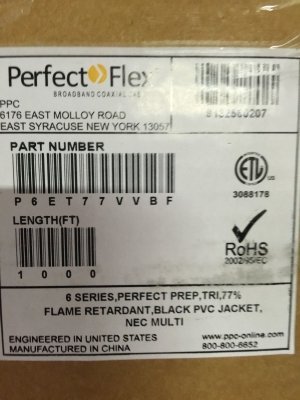 Perfect Flex
BROADBAND COAXIAL
PPC
6176 EAST MOLLOY ROAD
EAST SYRACUSE NEW YORK 13057
PART NUMBER
P6ET77VVBF
ETL
US
3088178
LENGTH(FT)
1000
RoHS
2002/95/EC
6 SERIES,PERFECT PREP,TRI,77%
FLAME RETARDANT,BLACK PVC JACKET,
NEC MULTI
ENGINEERED IN UNITED STATES
MANUFACTURED IN CHINA
www.ppc-online.com
800-800-6652